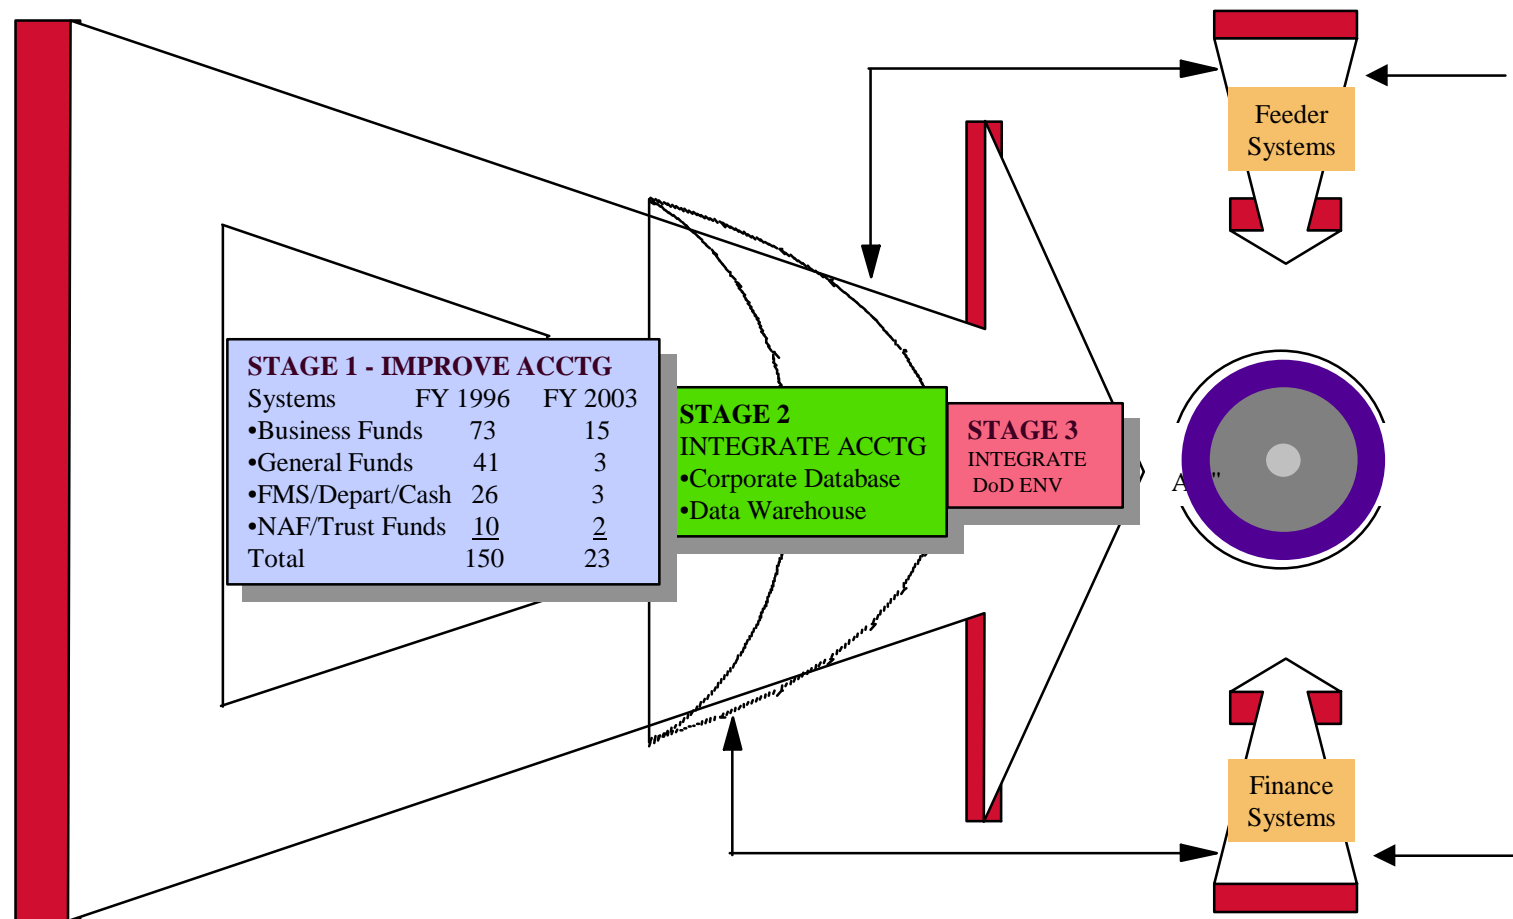 Feeder
Systems
STAGE 1 - IMPROVE ACCTG
Systems FY 1996 FY 2003
•Business Funds 73 15
•General Funds 41 3
•FMS/Depart/Cash 26 3
•NAF/Trust Funds 10 2
Total 150 23
STAGE 2
INTEGRATE ACCTG
•Corporate Database
•Data Warehouse
STAGE 3
INTEGRATE
DoD ENV
Finance
Systems